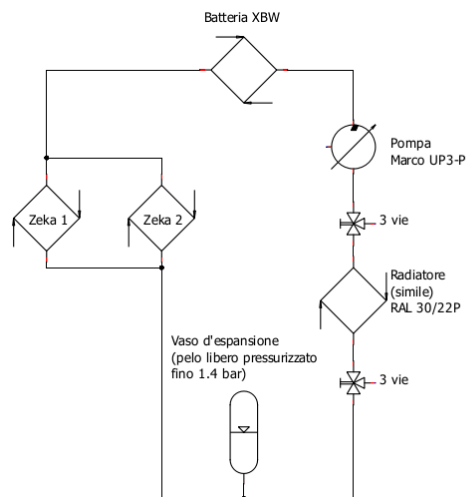 Batteria XBW
Pompa
Marco UP3-P
Zeka 1
Zeka 2
3 vie
Radiatore
(simile)
RAL 30/22P
Vaso d'espansione
(pelo libero pressurizzato
fino 1.4 bar)
3 vie